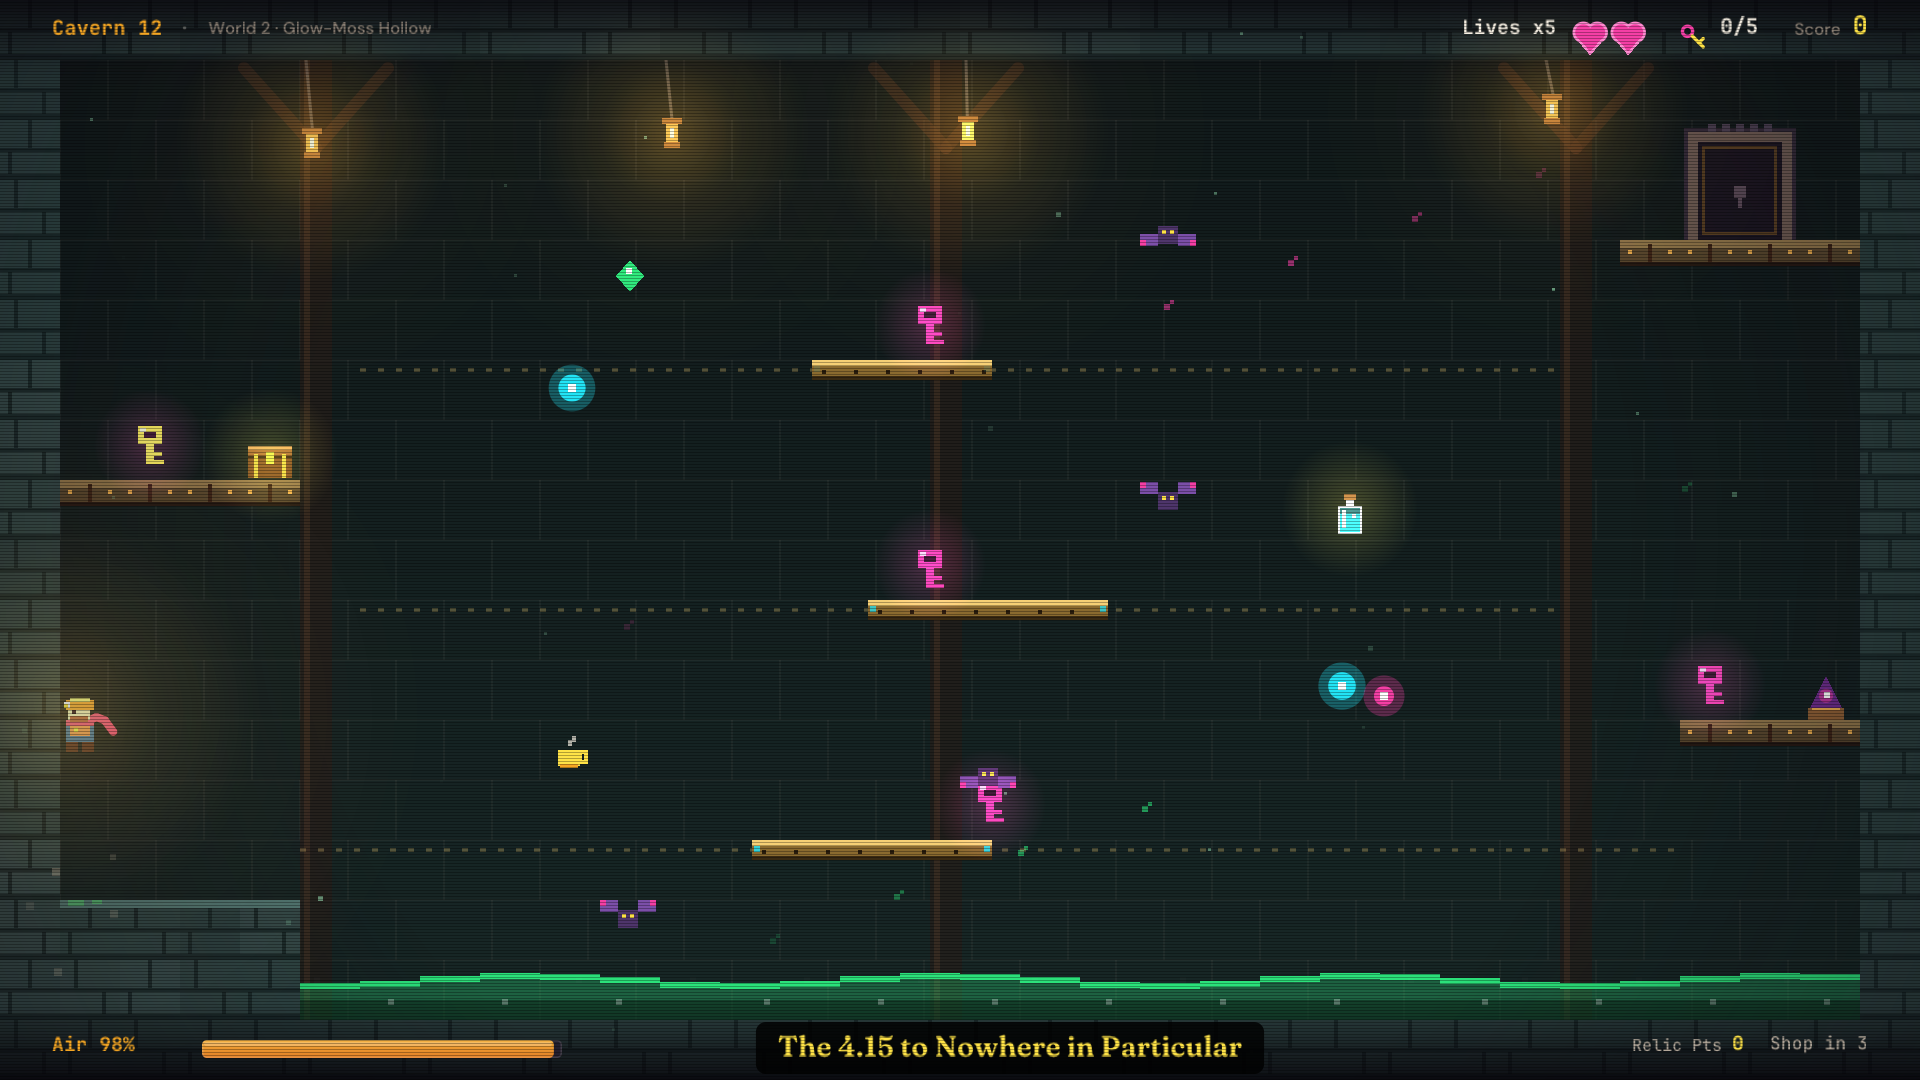 Cavern 12 · World 2 · Glow-Moss Hollow
Lives x5 0/5 Score 0
Air 98%
The 4.15 to Nowhere in Particular
Relic Pts 0 Shop in 3